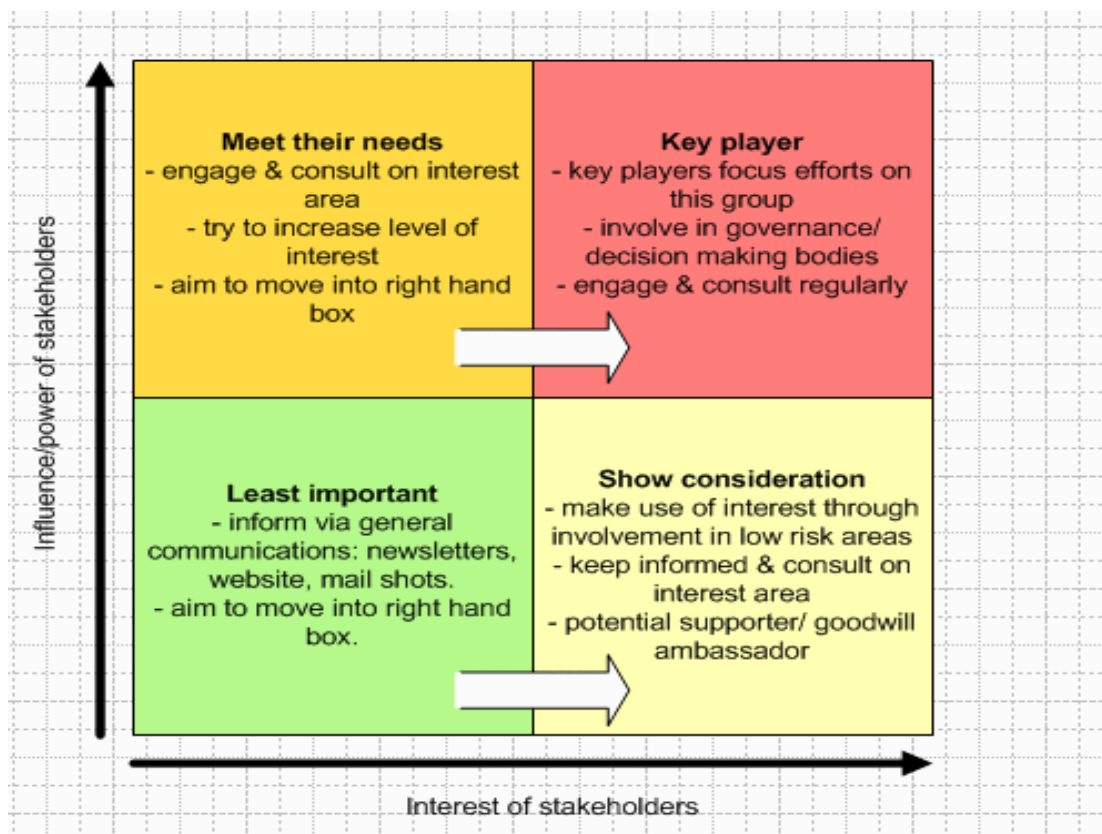 Influence/power of stakeholders
Meet their needs
- engage & consult on interest
area
- try to increase level of
interest
- aim to move into right hand
box
Key player
- key players focus efforts on
this group
- involve in governance/
decision making bodies
- engage & consult regularly
Least important
- inform via general
communications: newsletters,
website, mail shots.
- aim to move into right hand
box.
Show consideration
- make use of interest through
involvement in low risk areas
- keep informed & consult on
interest area
- potential supporter/ goodwill
ambassador
Interest of stakeholders